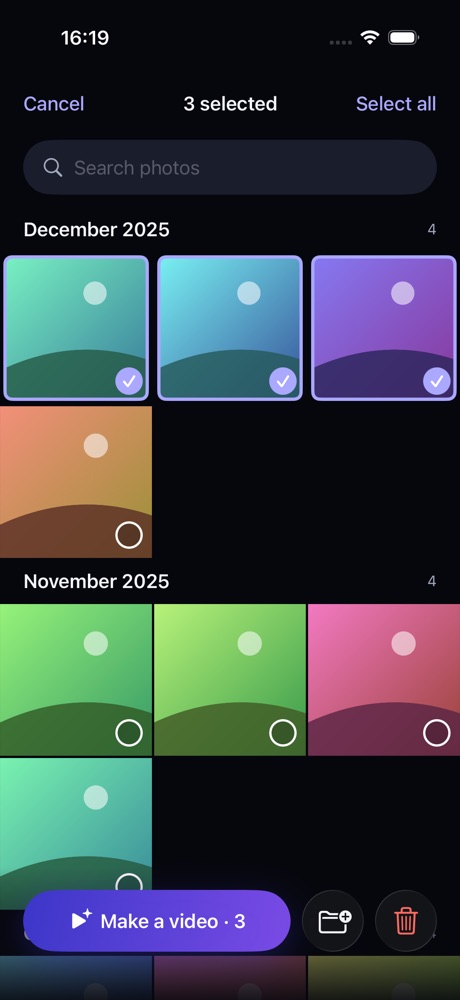 16:19
Cancel 3 selected Select all
Search photos
December 2025 4
November 2025 4
Make a video · 3